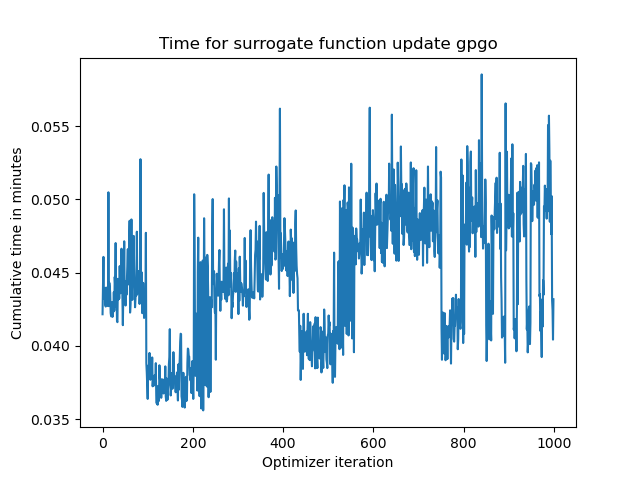 Time for surrogate function update gpgo
Cumulative time in minutes
0.055
0.050
0.045
0.040
0.035
0 200 400 600 800 1000
Optimizer iteration